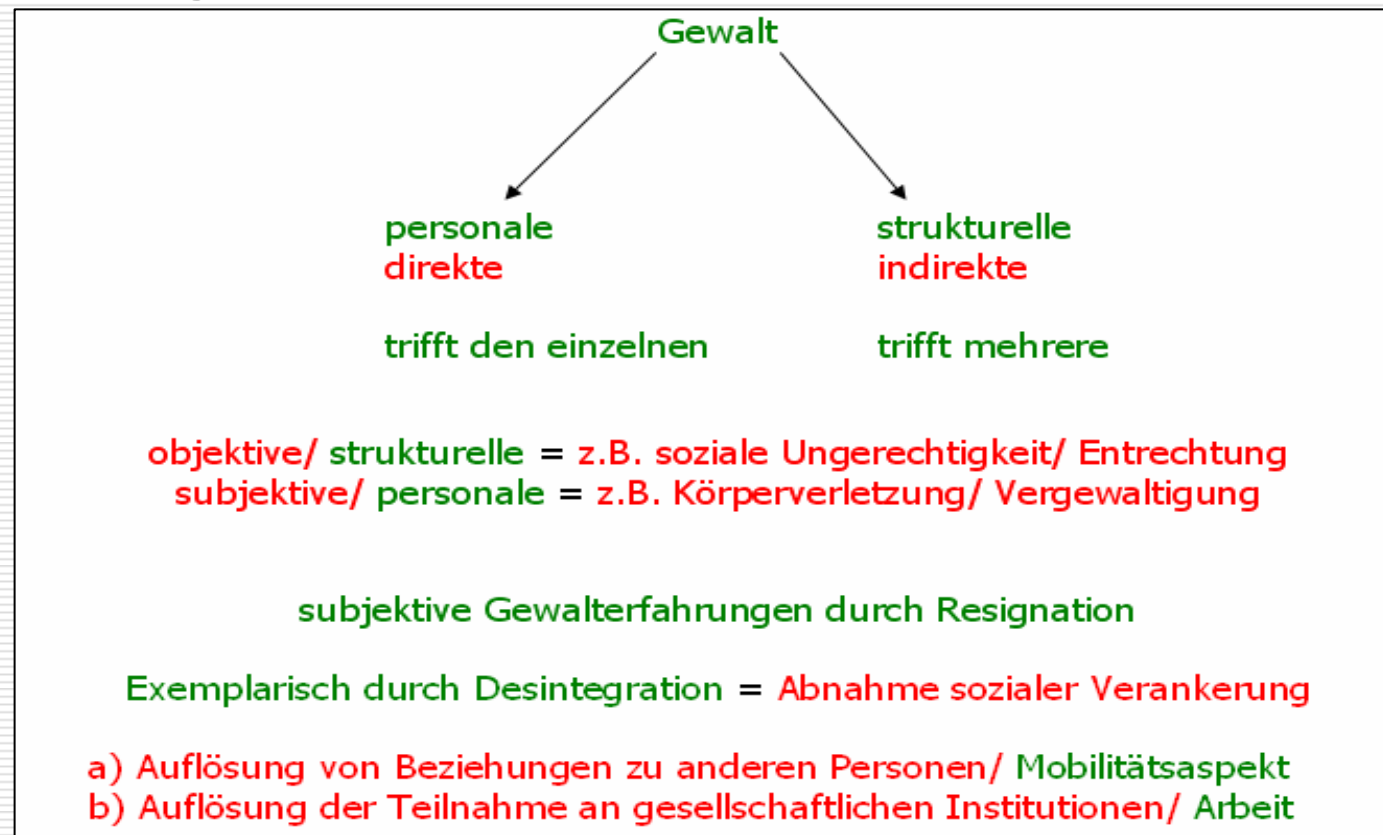 Gewalt
personale strukturelle
direkte indirekte
trifft den einzelnen trifft mehrere
objektive/ strukturelle = z.B. soziale Ungerechtigkeit/ Entrechtung
subjektive/ personale = z.B. Körperverletzung/ Vergewaltigung
subjektive Gewalterfahrungen durch Resignation
Exemplarisch durch Desintegration = Abnahme sozialer Verankerung
a) Auflösung von Beziehungen zu anderen Personen/ Mobilitätsaspekt
b) Auflösung der Teilnahme an gesellschaftlichen Institutionen/ Arbeit